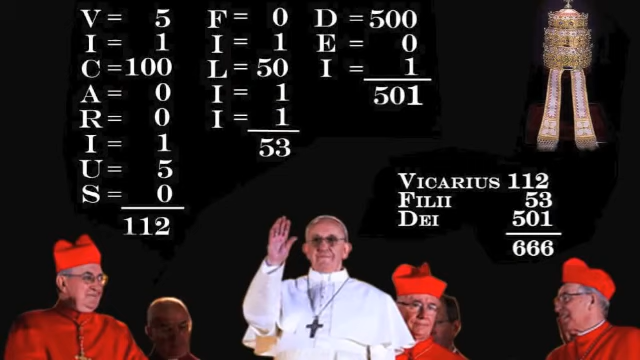 V = 5
I = 1
C = 100
A = 0
R = 0
I = 1
U = 5
S = 0
112
F = 0
I = 1
L = 50
I = 1
I = 1
53
D = 500
E = 0
I = 1
501
VICARIUS 112
FILII 53
DEI 501
666